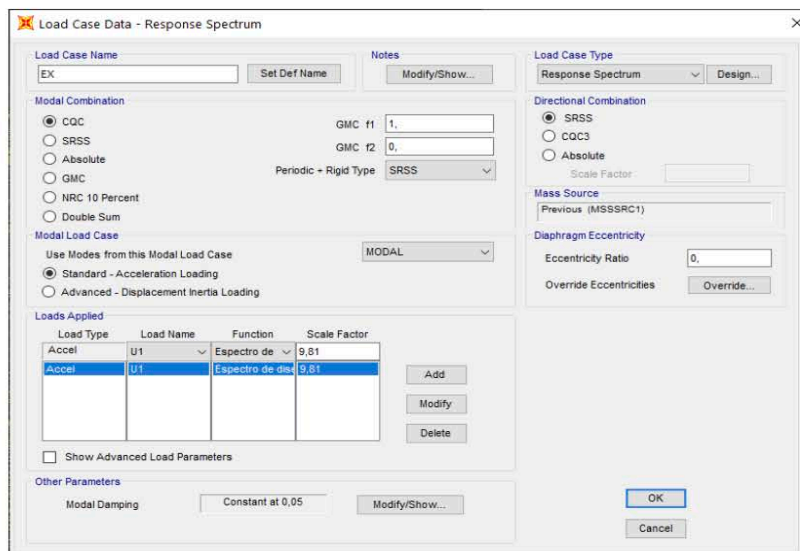 Load Case Data - Response Spectrum
Load Case Name
EX
Set Def Name
Notes
Modify/Show...
Load Case Type
Response Spectrum
Design...
Modal Combination
CQC
SRSS
Absolute
GMC
NRC 10 Percent
Double Sum
GMC f1
1,
GMC f2
0,
Periodic + Rigid Type
SRSS
Directional Combination
SRSS
CQC3
Absolute
Scale Factor
Mass Source
Previous (MSSSRC1)
Modal Load Case
Use Modes from this Modal Load Case
MODAL
Standard - Acceleration Loading
Advanced - Displacement Inertia Loading
Diaphragm Eccentricity
Eccentricity Ratio
0,
Override Eccentricities
Override...
Loads Applied
Load Type Load Name Function Scale Factor
Accel U1 Espectro de 9,81
Accel U1 Espectro de dise 9,81
Add
Modify
Delete
Show Advanced Load Parameters
Other Parameters
Modal Damping
Constant at 0,05
Modify/Show...
OK
Cancel